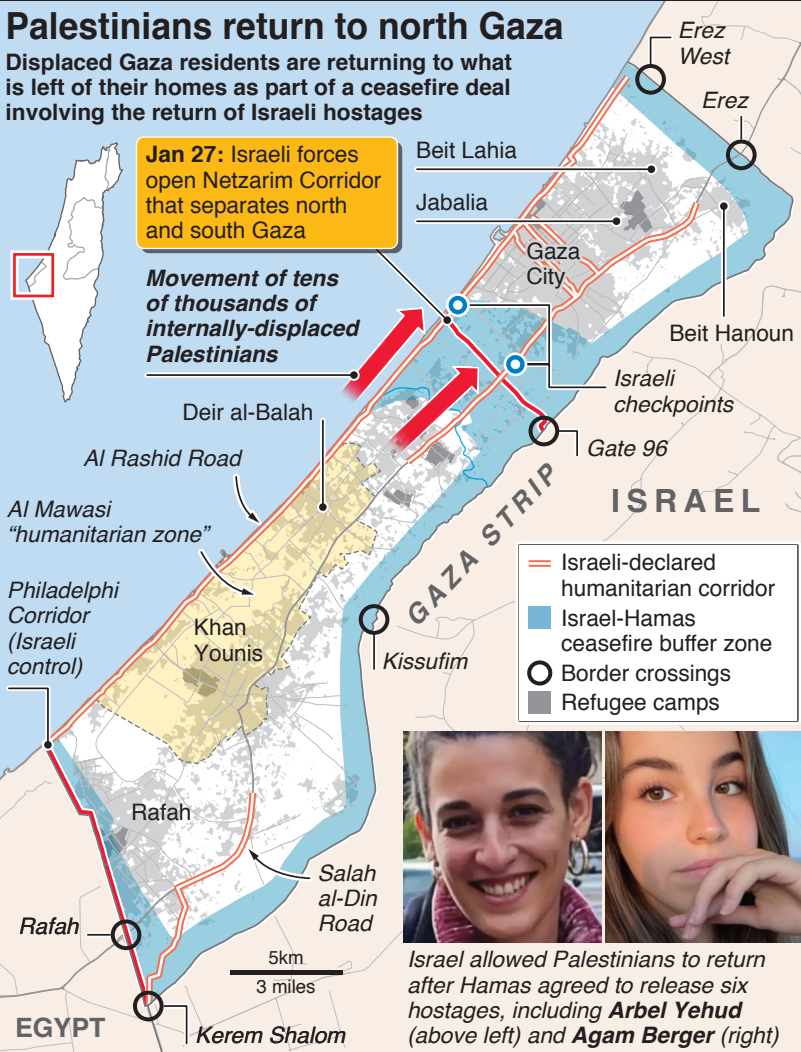 Palestinians return to north Gaza
Displaced Gaza residents are returning to what
is left of their homes as part of a ceasefire deal
involving the return of Israeli hostages
Erez
West
Erez
Jan 27: Israeli forces
open Netzarim Corridor
that separates north
and south Gaza
Beit Lahia
Jabalia
Gaza
City
Movement of tens
of thousands of
internally-displaced
Palestinians
Beit Hanoun
Israeli
checkpoints
Deir al-Balah
Gate 96
Al Rashid Road
ISRAEL
GAZA STRIP
Al Mawasi
“humanitarian zone”
Israeli-declared
humanitarian corridor
Israel-Hamas
ceasefire buffer zone
Border crossings
Refugee camps
Philadelphi
Corridor
(Israeli
control)
Khan
Younis
Kissufim
Rafah
Salah
al-Din
Road
Rafah
5km
3 miles
EGYPT
Kerem Shalom
Israel allowed Palestinians to return
after Hamas agreed to release six
hostages, including Arbel Yehud
(above left) and Agam Berger (right)